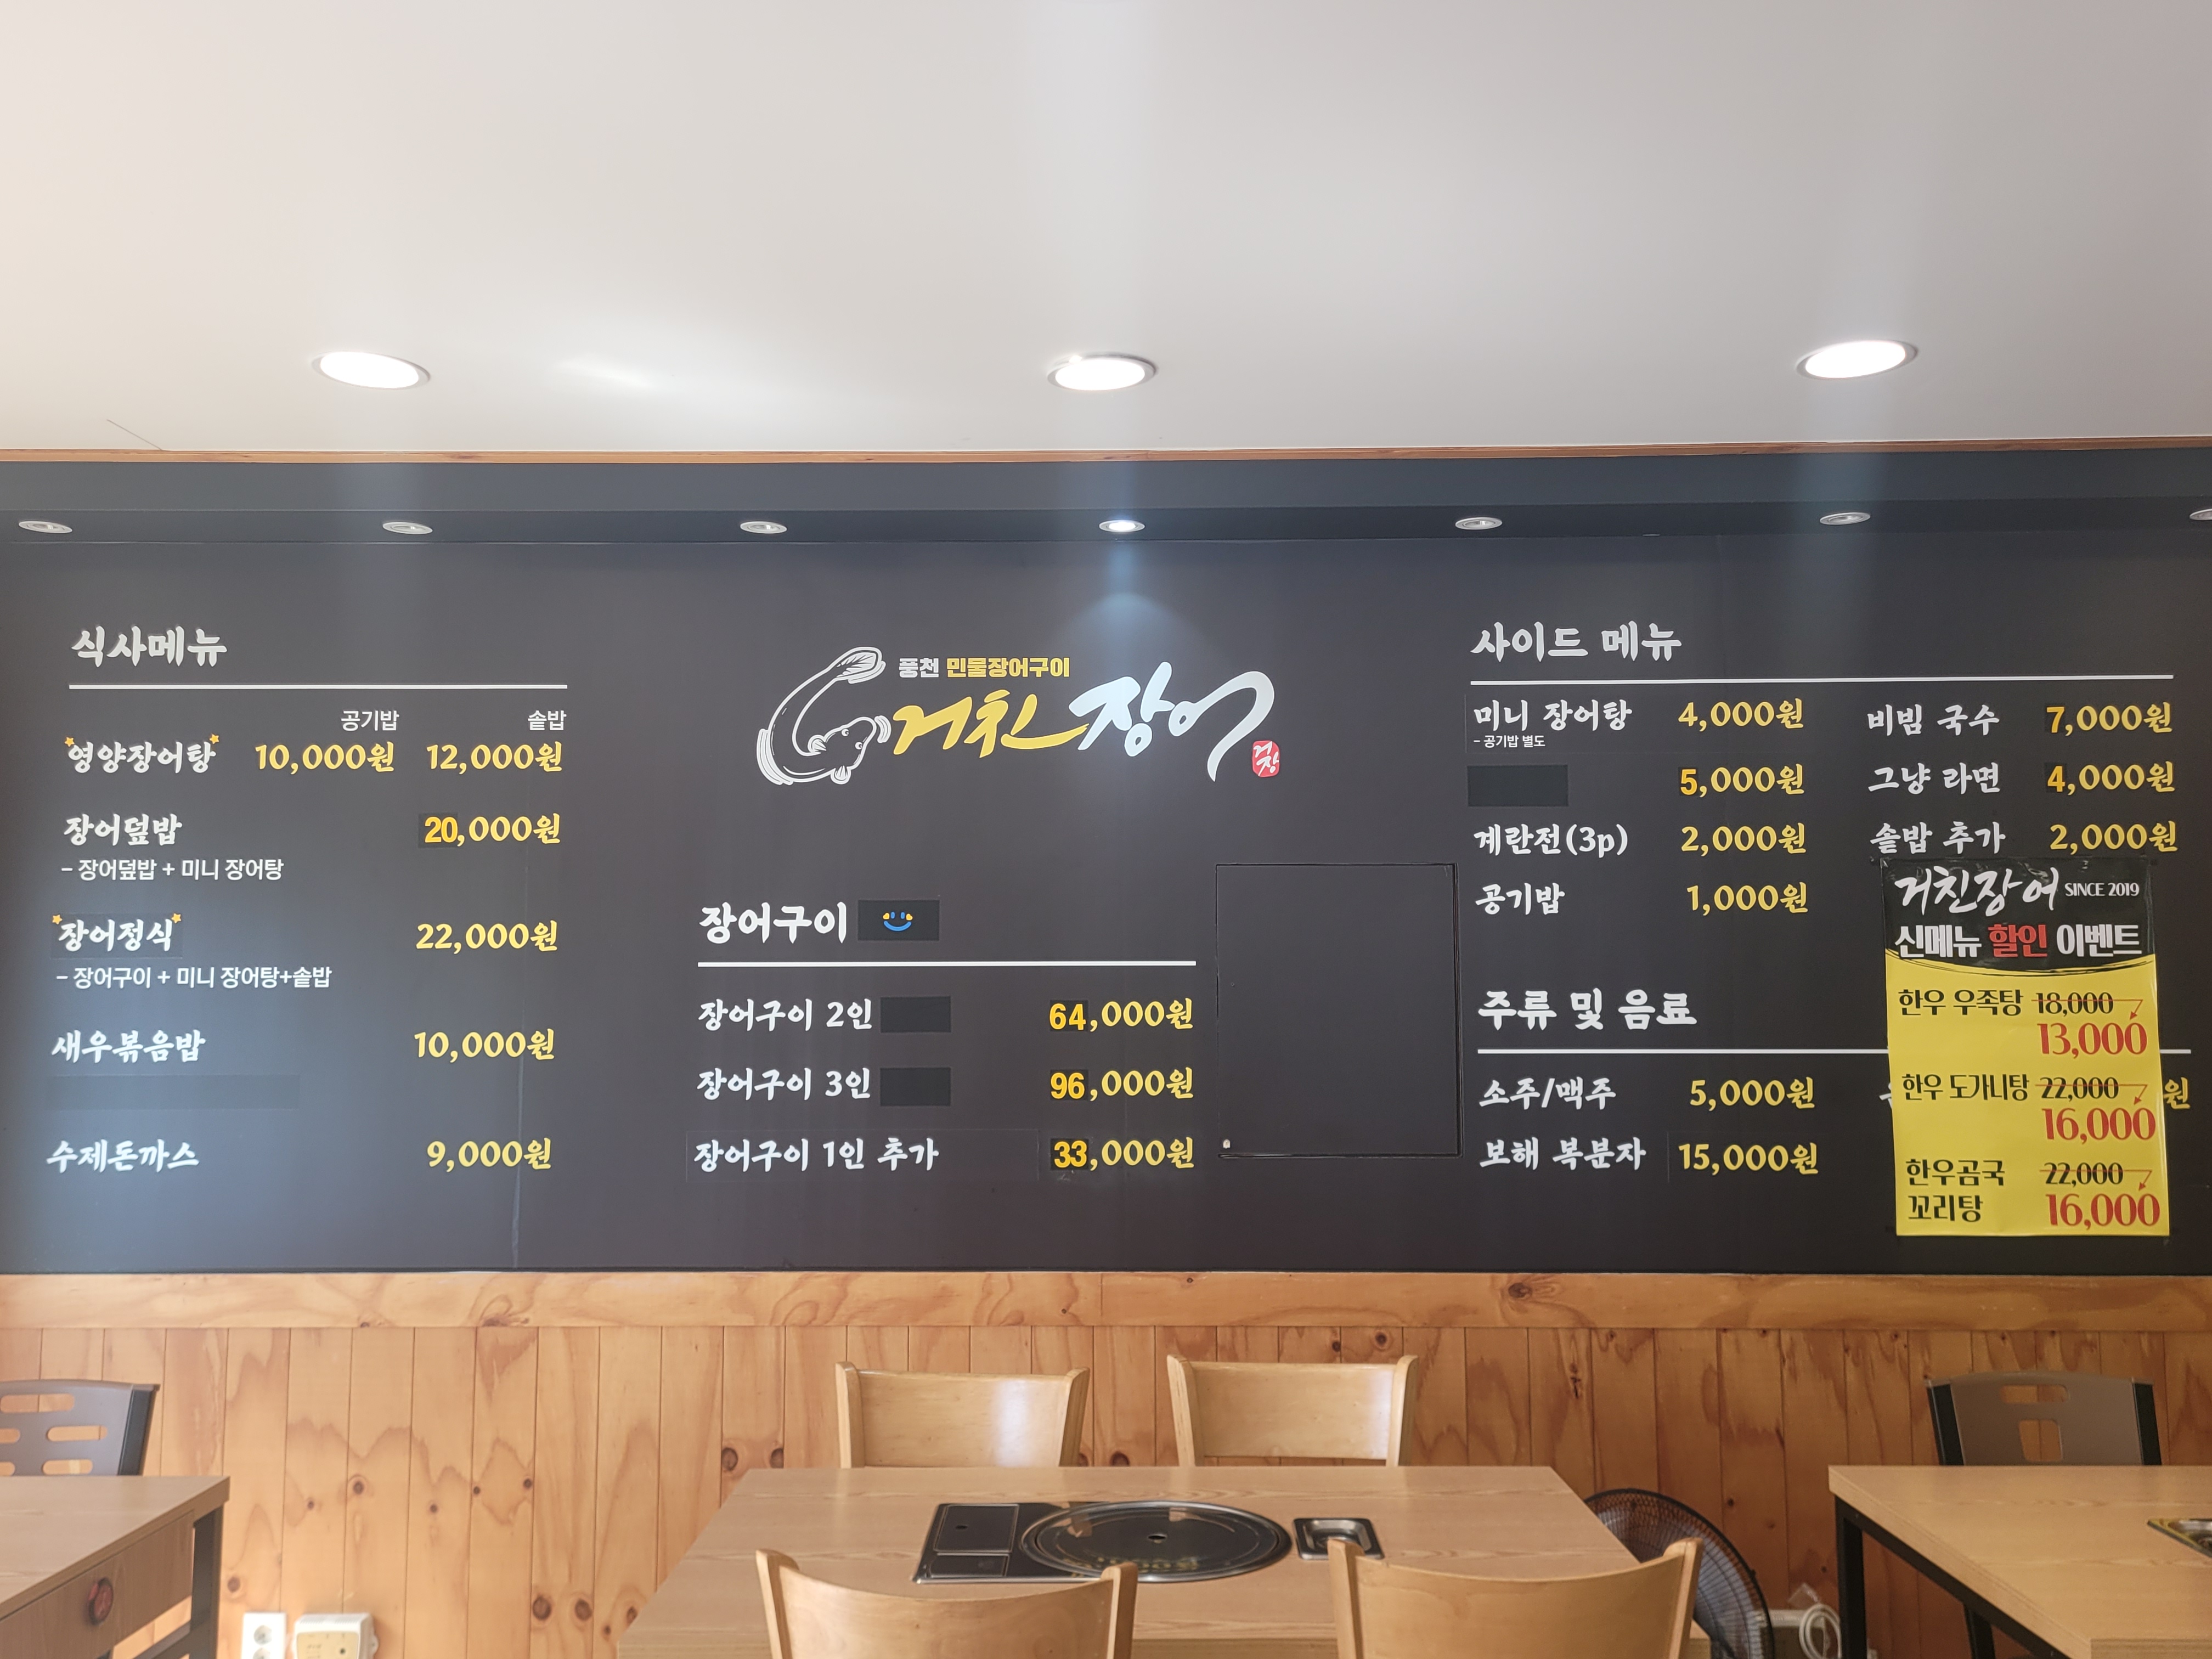 식사메뉴
공기밥 솥밥
영양장어탕 10,000원 12,000원
장어덮밥 20,000원
- 장어덮밥 + 미니 장어탕
장어정식 22,000원
- 장어구이 + 미니 장어탕+솥밥
새우볶음밥 10,000원
수제돈까스 9,000원
풍천 민물장어구이
거친장어
거장
장어구이
장어구이 2인 64,000원
장어구이 3인 96,000원
장어구이 1인 추가 33,000원
사이드 메뉴
미니 장어탕 4,000원
- 공기밥 별도
5,000원
계란전(3p) 2,000원
공기밥 1,000원
비빔 국수 7,000원
그냥 라면 4,000원
솥밥 추가 2,000원
주류 및 음료
소주/맥주 5,000원
원
보해 복분자 15,000원
거친장어 SINCE 2019
신메뉴 할인 이벤트
한우 우족탕 18,000
13,000
한우 도가니탕 22,000
16,000
한우곰국 22,000
꼬리탕 16,000